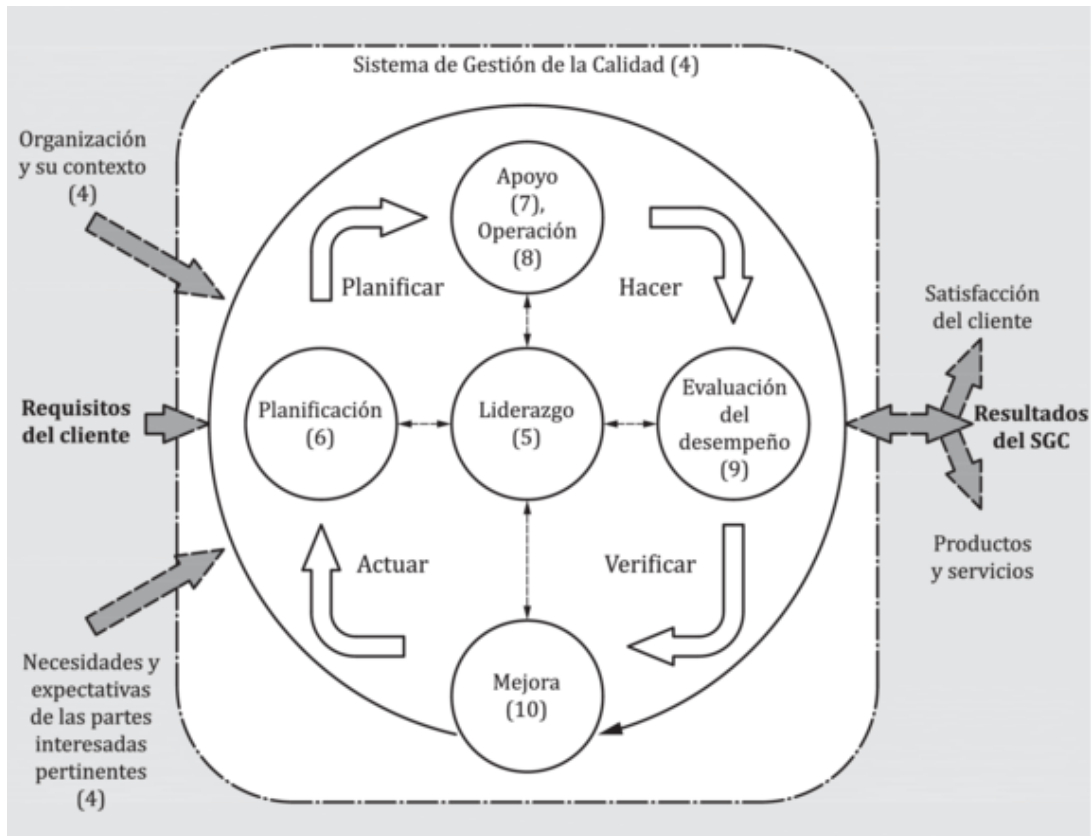 Sistema de Gestión de la Calidad (4)
Organización
y su contexto
(4)
Apoyo
(7),
Operación
(8)
Planificar
Hacer
Satisfacción
del cliente
Requisitos
del cliente
Planificación
(6)
Liderazgo
(5)
Evaluación
del
desempeño
(9)
Resultados
del SGC
Actuar
Verificar
Productos
y servicios
Necesidades y
expectativas
de las partes
interesadas
pertinentes
(4)
Mejora
(10)